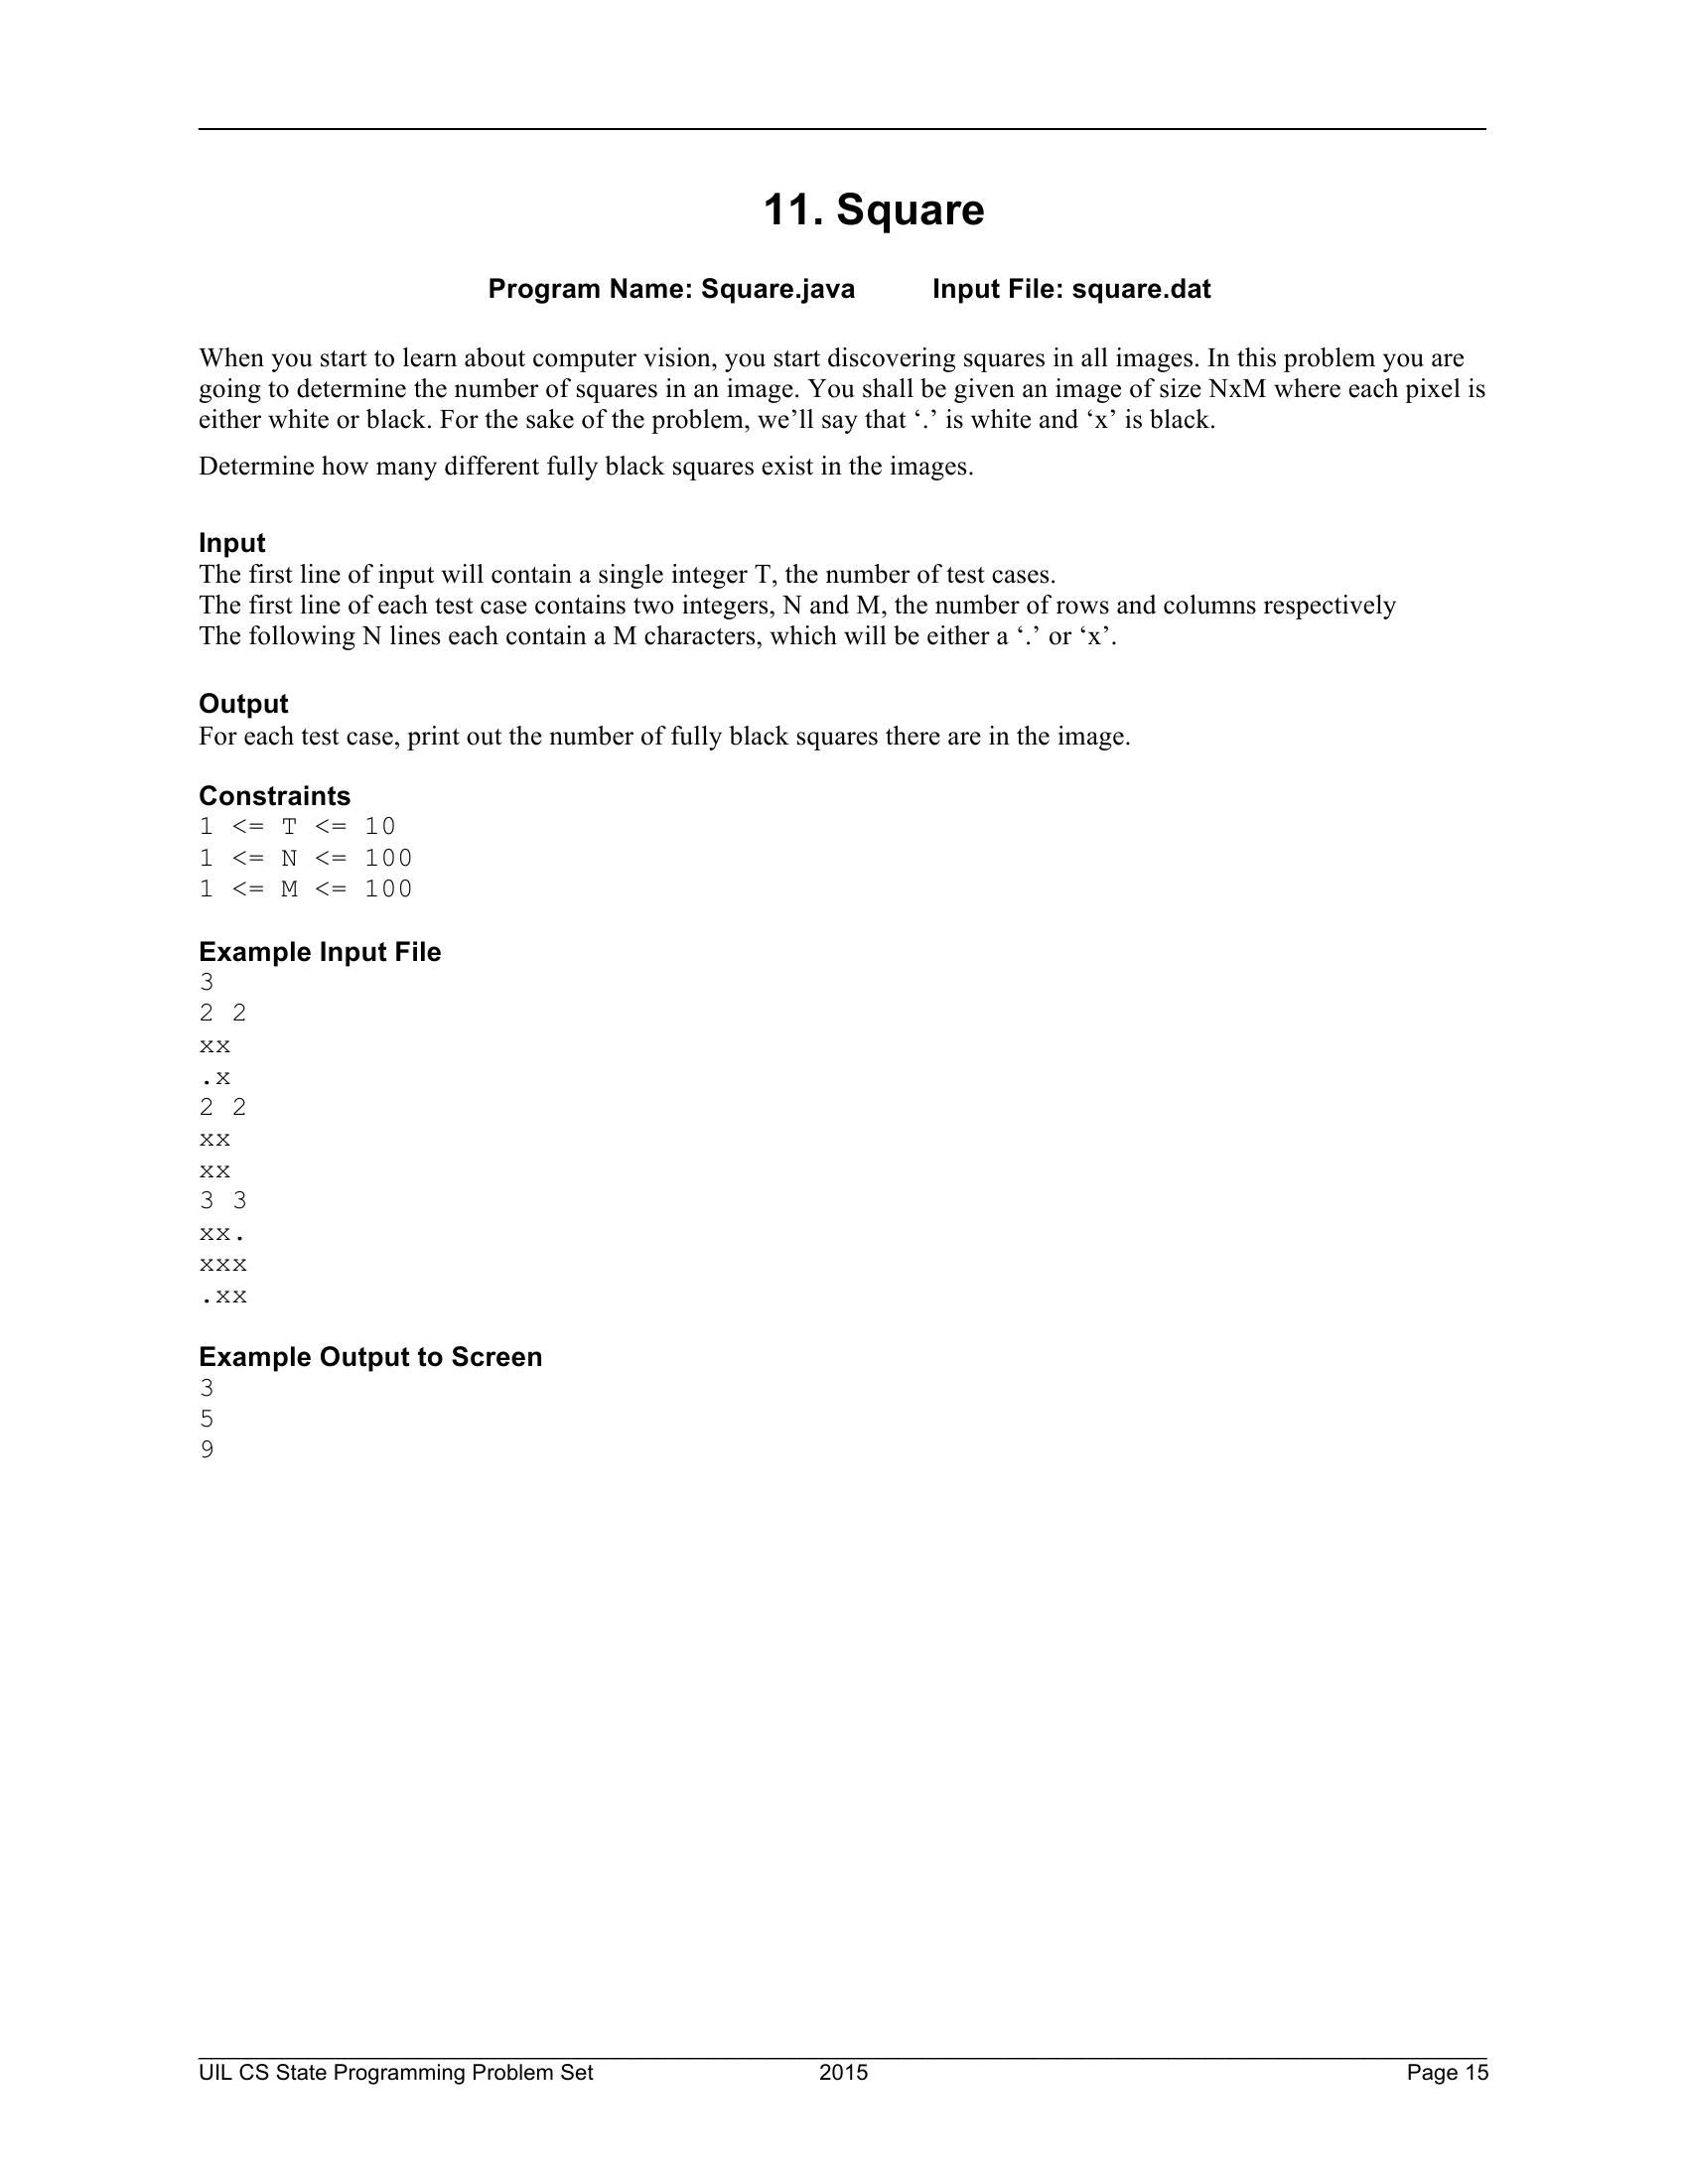 11. Square
Program Name: Square.java Input File: square.dat
When you start to learn about computer vision, you start discovering squares in all images. In this problem you are
going to determine the number of squares in an image. You shall be given an image of size NxM where each pixel is
either white or black. For the sake of the problem, we’ll say that ‘.’ is white and ‘x’ is black.
Determine how many different fully black squares exist in the images.
Input
The first line of input will contain a single integer T, the number of test cases.
The first line of each test case contains two integers, N and M, the number of rows and columns respectively
The following N lines each contain a M characters, which will be either a ‘.’ or ‘x’.
Output
For each test case, print out the number of fully black squares there are in the image.
Constraints
1 <= T <= 10
1 <= N <= 100
1 <= M <= 100
Example Input File
3
2 2
xx
.x
2 2
xx
xx
3 3
xx.
xxx
.xx
Example Output to Screen
3
5
9
UIL CS State Programming Problem Set 2015 Page 15